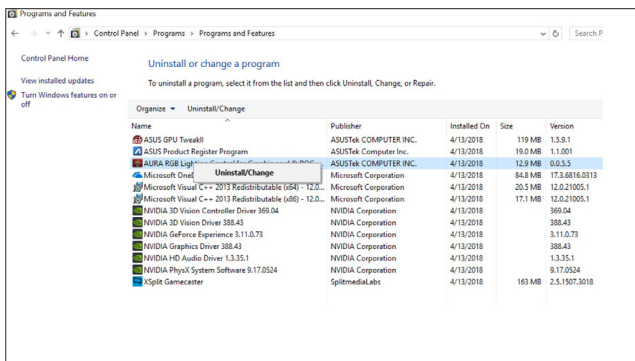 Programs and Features
Control Panel > Programs > Programs and Features
Search P
Control Panel Home
View installed updates
Turn Windows features on or
off
Uninstall or change a program
To uninstall a program, select it from the list and then click Uninstall, Change, or Repair.
Organize Uninstall/Change
Name Publisher Installed On Size Version
ASUS GPU TweakII ASUSTek COMPUTER INC. 4/13/2018 119 MB 1.5.9.1
ASUS Product Register Program ASUSTek Computer Inc. 4/13/2018 19.0 MB 1.1.001
AURA RGB Lighting Control ASUSTek COMPUTER INC. 4/13/2018 12.9 MB 0.0.5.5
Uninstall/Change
Microsoft OneD Microsoft Corporation 4/13/2018 84.8 MB 17.3.6816.0313
Microsoft Visual C++ 2013 Redistributable (x64) - 12.0... Microsoft Corporation 4/13/2018 20.5 MB 12.0.21005.1
Microsoft Visual C++ 2013 Redistributable (x86) - 12.0... Microsoft Corporation 4/13/2018 17.1 MB 12.0.21005.1
NVIDIA 3D Vision Controller Driver 369.04 NVIDIA Corporation 4/13/2018 369.04
NVIDIA 3D Vision Driver 388.43 NVIDIA Corporation 4/13/2018 388.43
NVIDIA GeForce Experience 3.11.0.73 NVIDIA Corporation 4/13/2018 3.11.0.73
NVIDIA Graphics Driver 388.43 NVIDIA Corporation 4/13/2018 388.43
NVIDIA HD Audio Driver 1.3.35.1 NVIDIA Corporation 4/13/2018 1.3.35.1
NVIDIA PhysX System Software 9.17.0524 NVIDIA Corporation 4/13/2018 9.17.0524
XSplit Gamecaster SplitmediaLabs 4/13/2018 163 MB 2.5.1507.3018